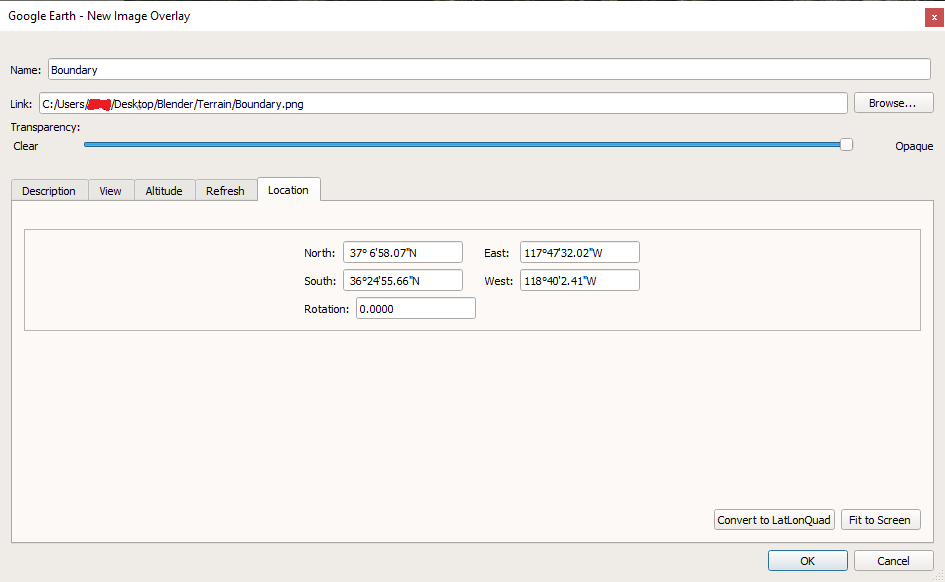 Google Earth - New Image Overlay
x
Name: Boundary
Link: C:/Users/ /Desktop/Blender/Terrain/Boundary.png Browse...
Transparency:
Clear Opaque
Description View Altitude Refresh Location
North: 37° 6'58.07"N East: 117°47'32.02"W
South: 36°24'55.66"N West: 118°40'2.41"W
Rotation: 0.0000
Convert to LatLonQuad Fit to Screen
OK Cancel